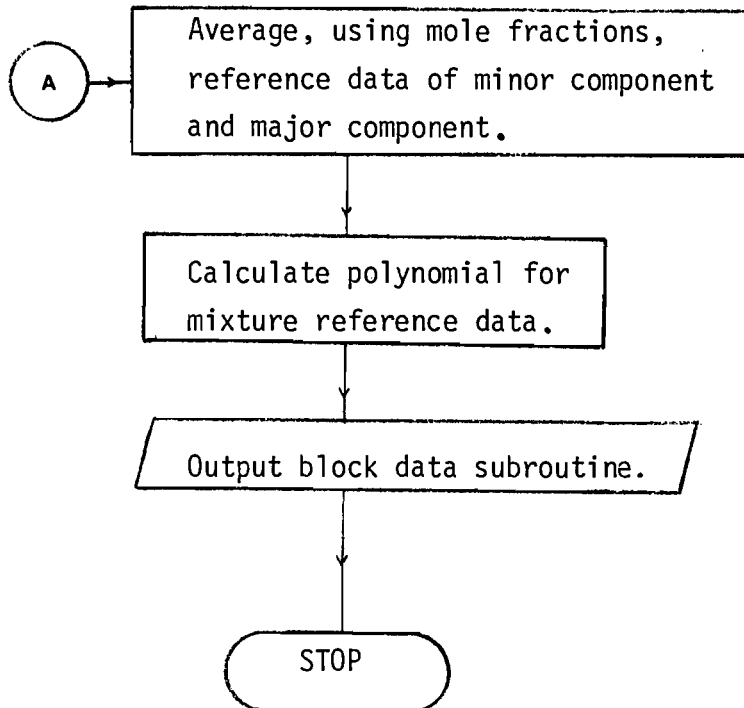 A
Average, using mole fractions,
reference data of minor component
and major component.
Calculate polynomial for
mixture reference data.
Output block data subroutine.
STOP